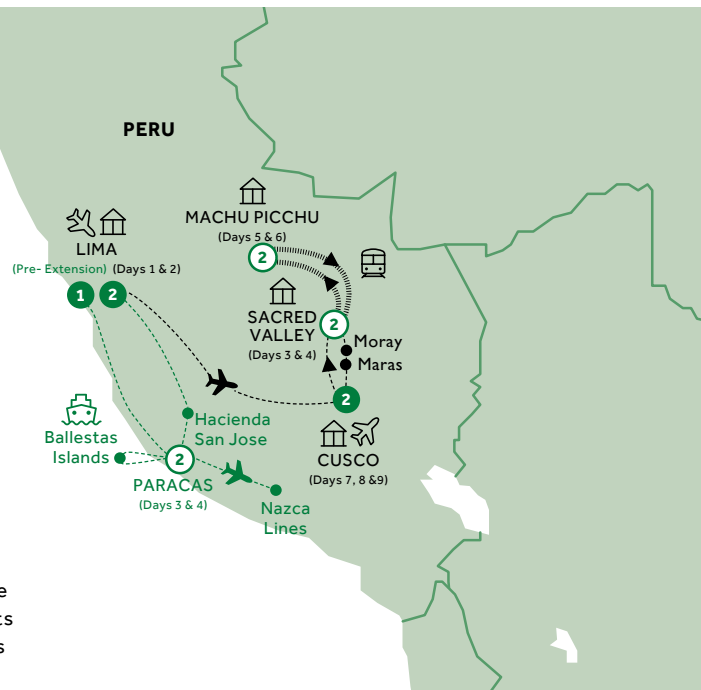 PERU
MACHU PICCHU
(Days 5 & 6)
2
LIMA
(Pre- Extension) (Days 1 & 2)
1 2
SACRED
VALLEY
(Days 3 & 4)
2
Moray
Maras
2
CUSCO
(Days 7, 8 &9)
Hacienda
San Jose
Ballestas
Islands
2
PARACAS
(Days 3 & 4)
Nazca
Lines
e
ts
s